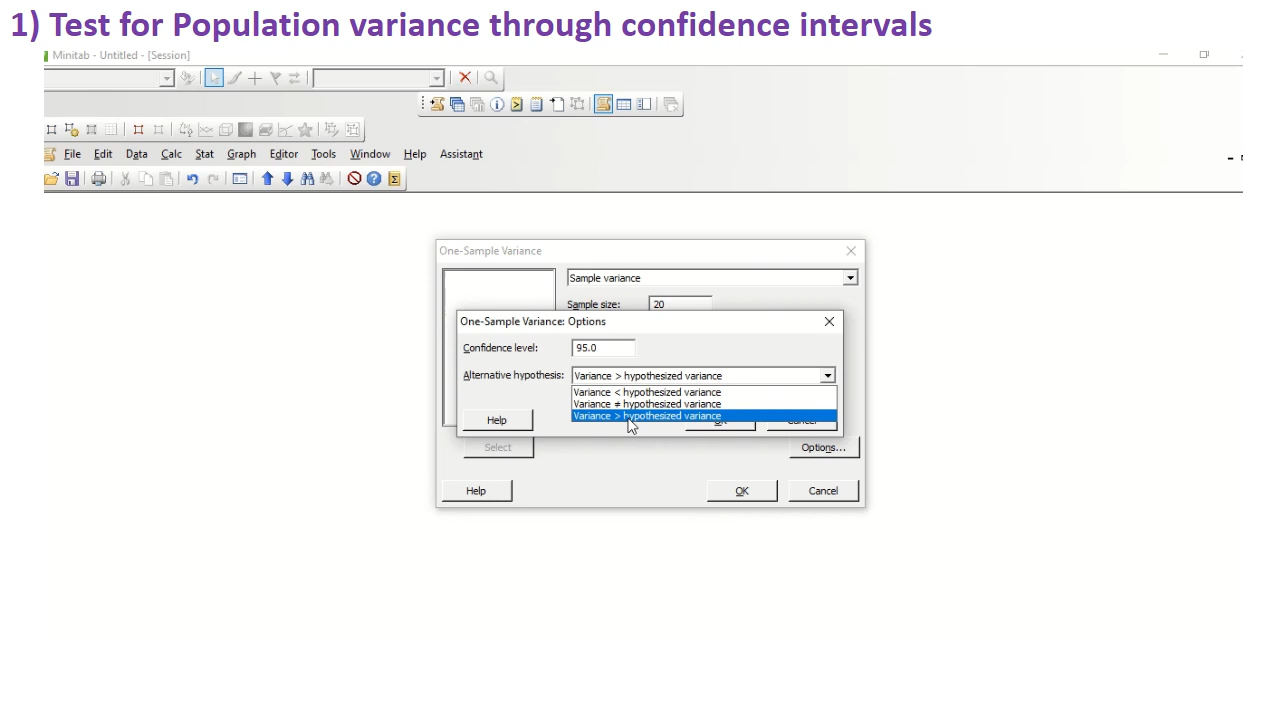 1) Test for Population variance through confidence intervals
Minitab - Untitled - [Session]
File Edit Data Calc Stat Graph Editor Tools Window Help Assistant
One-Sample Variance
Sample variance
Sample size: 20
One-Sample Variance: Options
Confidence level: 95.0
Alternative hypothesis: Variance > hypothesized variance
Variance < hypothesized variance
Variance ≠ hypothesized variance
Variance > hypothesized variance
Help OK Cancel
Select Options...
Help OK Cancel